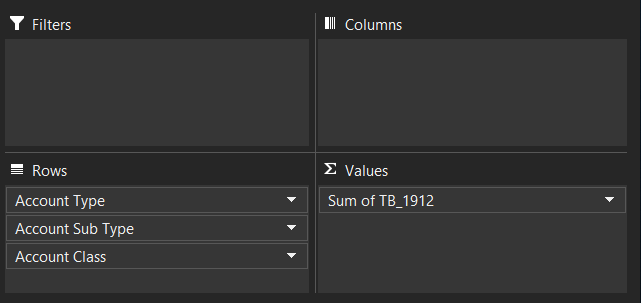 Filters
Columns
Rows
Values
Account Type
Sum of TB_1912
Account Sub Type
Account Class